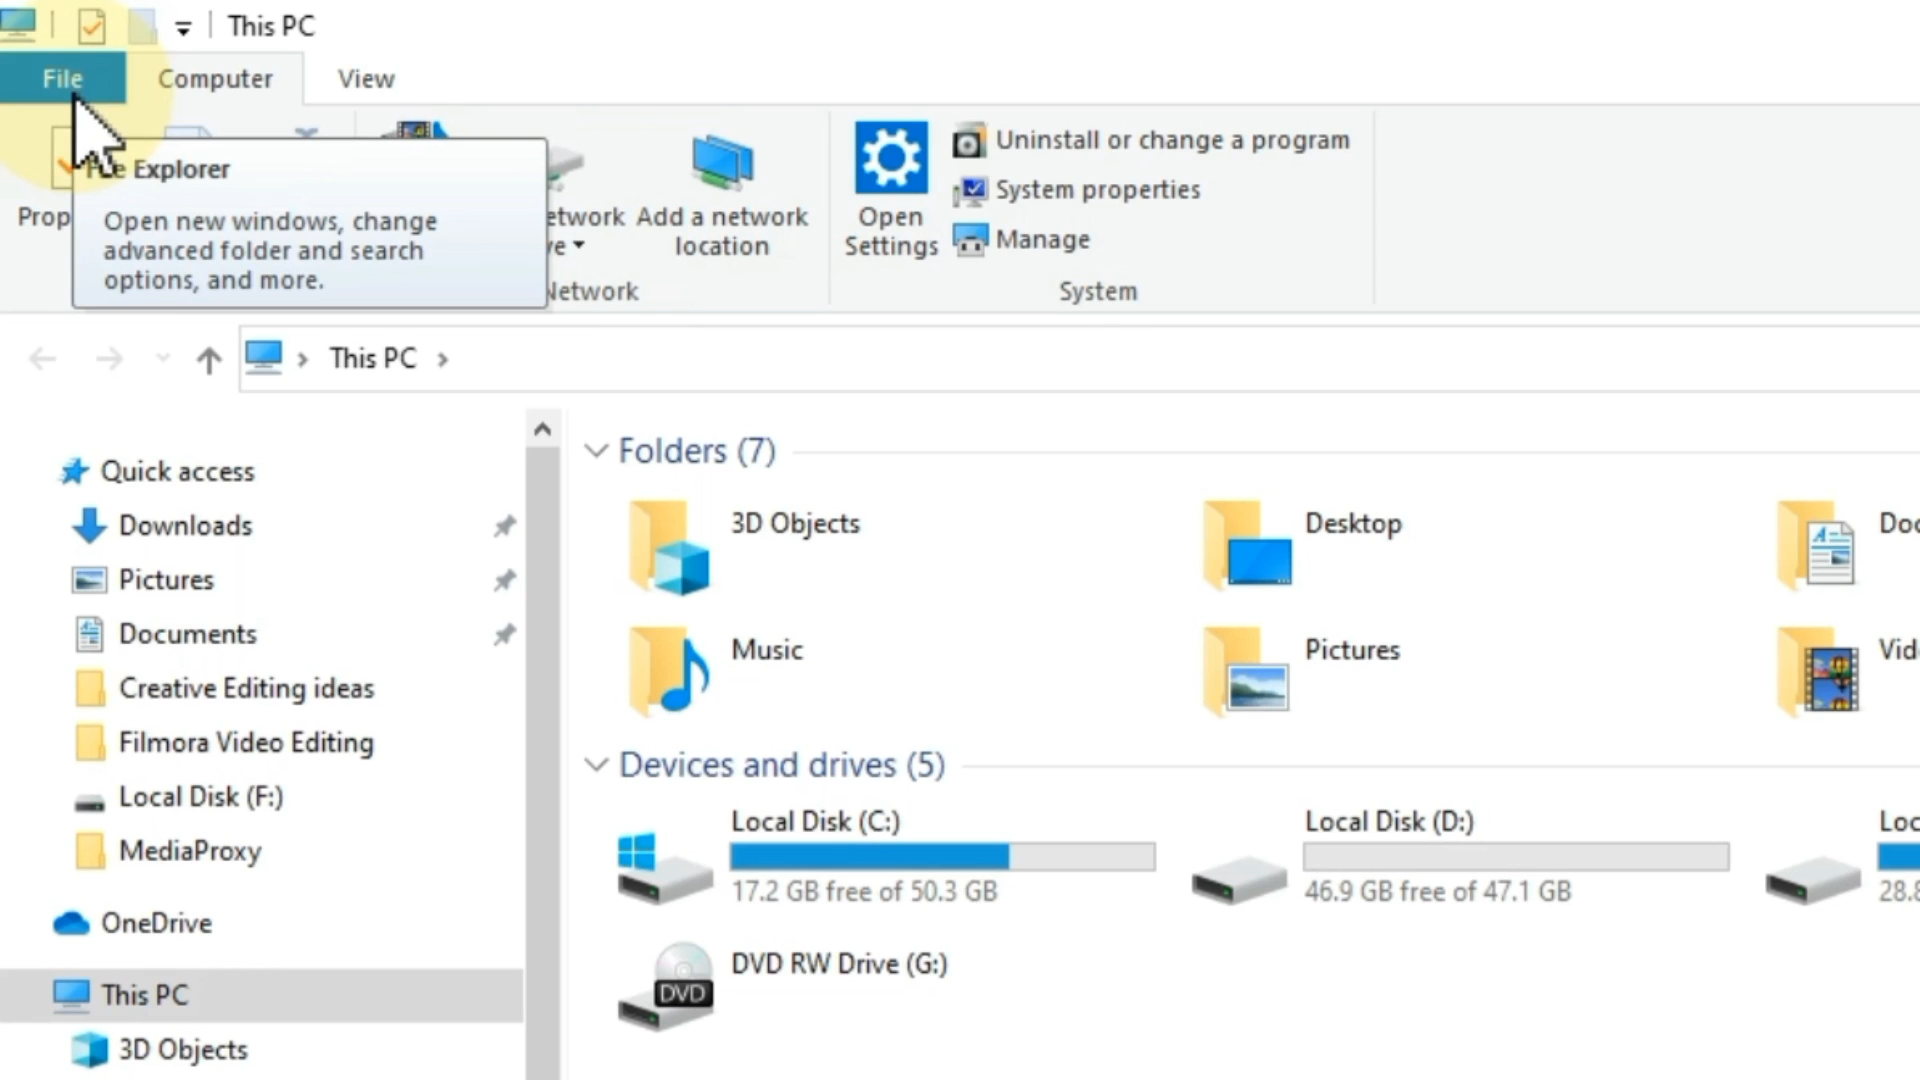 This PC
File Computer View
File Explorer
Open new windows, change
advanced folder and search
options, and more.
Add a network
location
Open
Settings
Uninstall or change a program
System properties
Manage
Network
System
This PC
Quick access
Downloads
Pictures
Documents
Creative Editing ideas
Filmora Video Editing
Local Disk (F:)
MediaProxy
OneDrive
This PC
3D Objects
Folders (7)
3D Objects
Desktop
Music
Pictures
Devices and drives (5)
Local Disk (C:)
17.2 GB free of 50.3 GB
Local Disk (D:)
46.9 GB free of 47.1 GB
28.8
DVD RW Drive (G:)
DVD